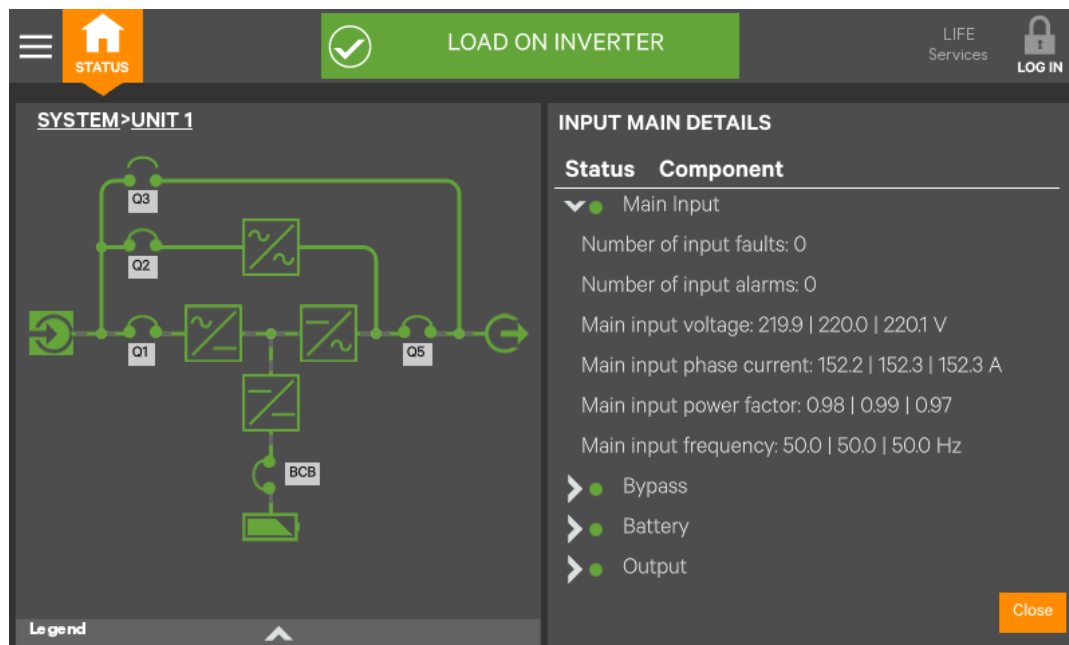 STATUS
LOAD ON INVERTER
LIFE
Services
LOG IN
SYSTEM>UNIT 1
Q3
Q2
Q1
Q5
BCB
Legend
INPUT MAIN DETAILS
Status Component
Main Input
Number of input faults: 0
Number of input alarms: 0
Main input voltage: 219.9 | 220.0 | 220.1 V
Main input phase current: 152.2 | 152.3 | 152.3 A
Main input power factor: 0.98 | 0.99 | 0.97
Main input frequency: 50.0 | 50.0 | 50.0 Hz
Bypass
Battery
Output
Close